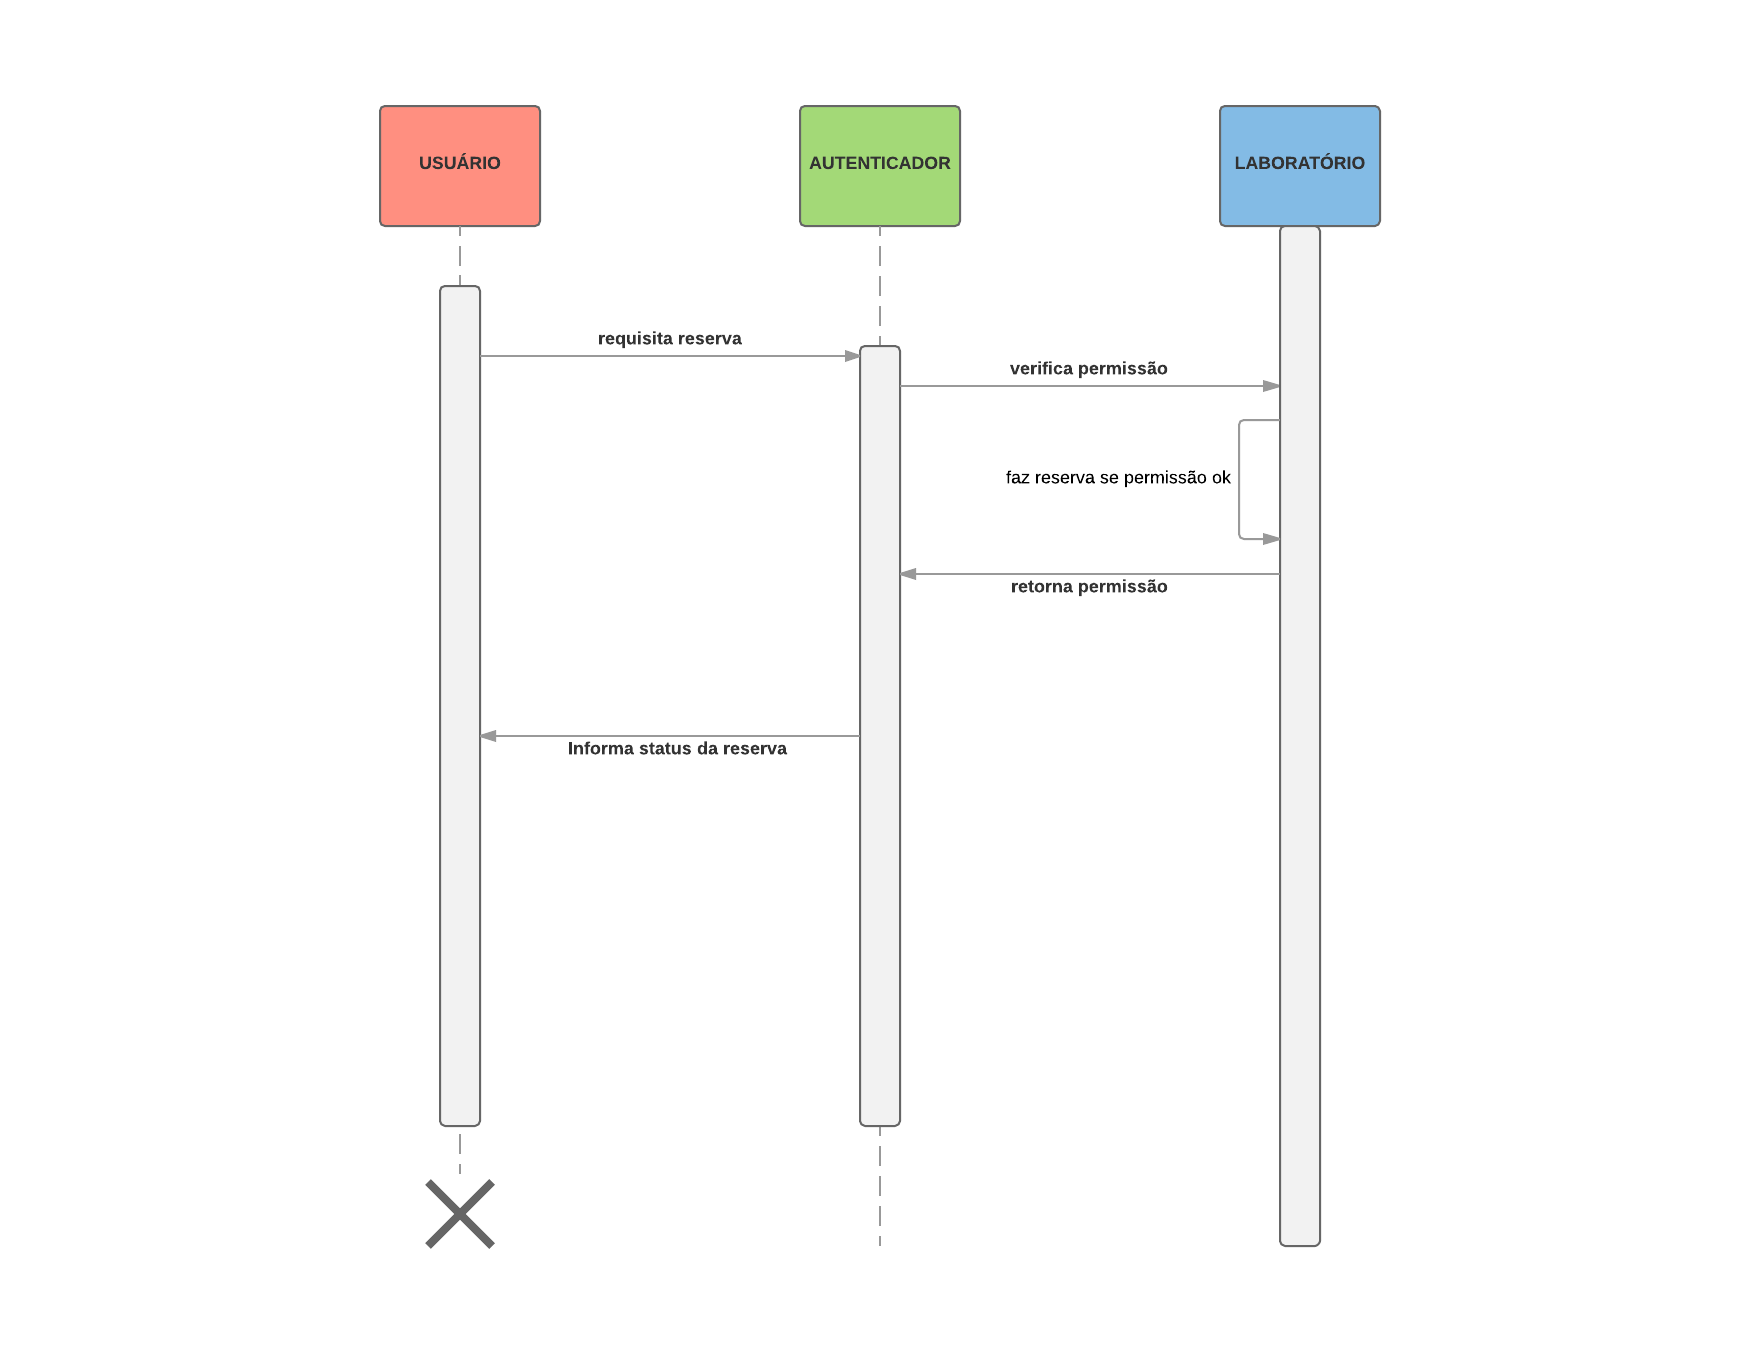 USUÁRIO
AUTENTICADOR
LABORATÓRIO
requisita reserva
verifica permissão
faz reserva se permissão ok
retorna permissão
Informa status da reserva